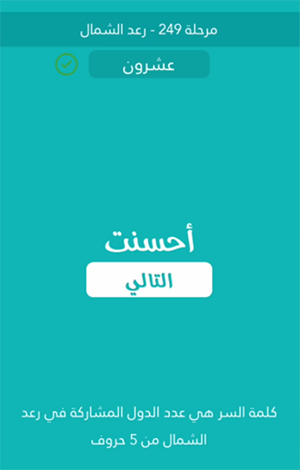 مرحلة 249 - رعد الشمال
عشرون
أحسنت
التالي
كلمة السر هي عدد الدول المشاركة في رعد
الشمال من 5 حروف